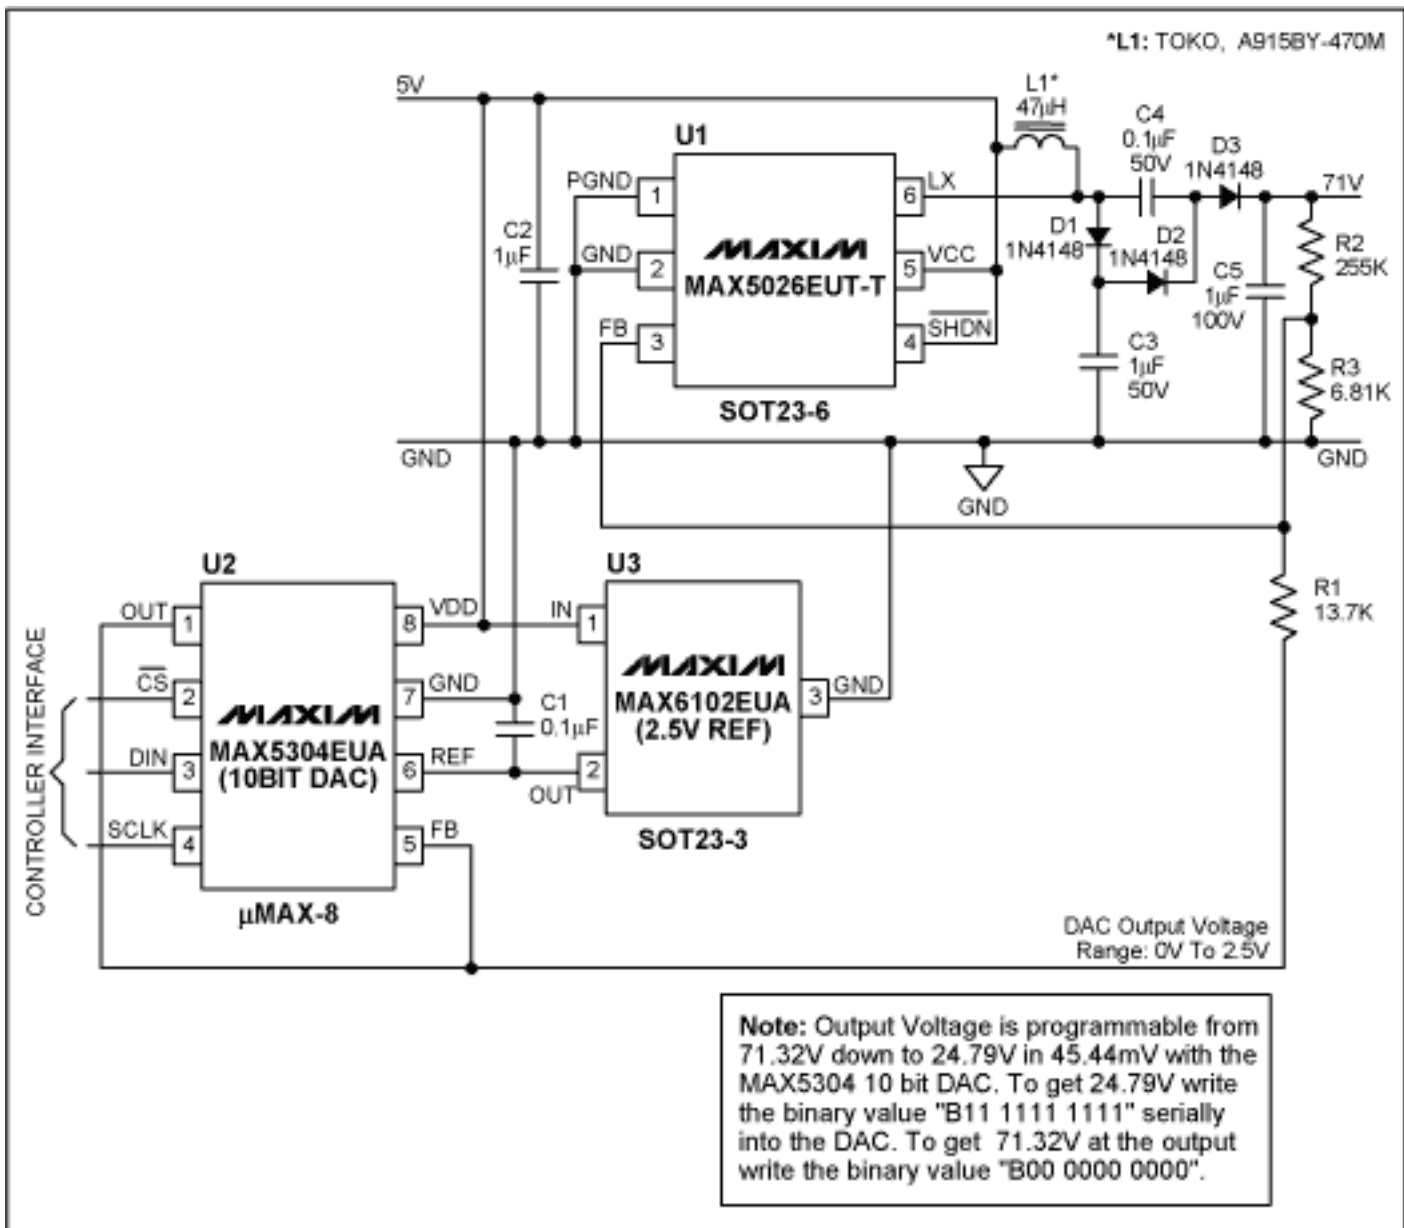 *L1: TOKO, A915BY-470M
5V
L1*
47µH
C4
0.1µF
50V
D3
1N4148
71V
U1
PGND
1
6
LX
C2
1µF
GND
2
MAXIM
MAX5026EUT-T
5
VCC
D1
1N4148
D2
1N4148
R2
255K
C5
1µF
100V
FB
3
4
SHDN
C3
1µF
50V
R3
6.81K
SOT23-6
GND
GND
GND
U2
U3
OUT
1
8
VDD
IN
1
R1
13.7K
CONTROLLER INTERFACE
CS
2
7
GND
MAXIM
MAX5304EUA
(10BIT DAC)
C1
0.1µF
MAXIM
MAX6102EUA
(2.5V REF)
3
GND
DIN
3
6
REF
2
OUT
SCLK
4
5
FB
SOT23-3
µMAX-8
DAC Output Voltage
Range: 0V To 2.5V
Note: Output Voltage is programmable from
71.32V down to 24.79V in 45.44mV with the
MAX5304 10 bit DAC. To get 24.79V write
the binary value "B11 1111 1111" serially
into the DAC. To get 71.32V at the output
write the binary value "B00 0000 0000".